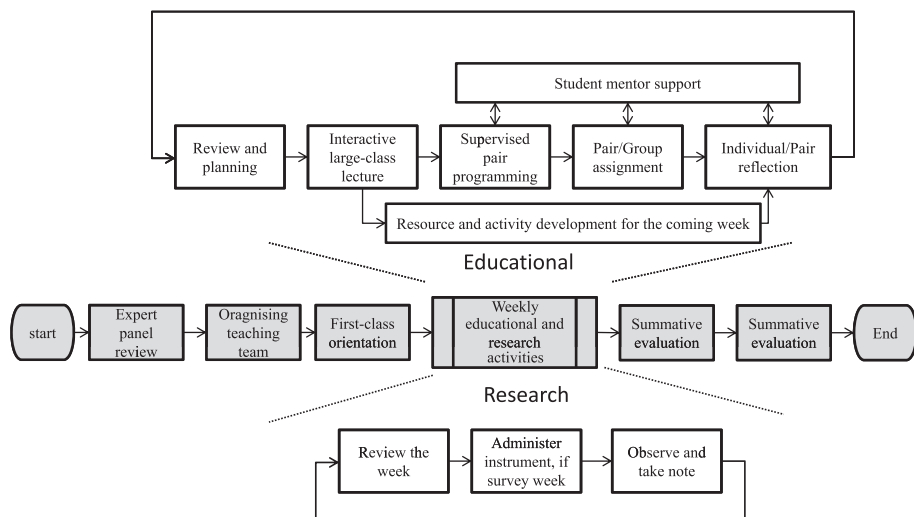 Student mentor support
Review and
planning
Interactive
large-class
lecture
Supervised
pair
programming
Pair/Group
assignment
Individual/Pair
reflection
Resource and activity development for the coming week
Educational
start
Expert
panel
review
Oragnising
teaching
team
First-class
orientation
Weekly
educational and
research
activities
Summative
evaluation
Summative
evaluation
End
Research
Review the
week
Administer
instrument, if
survey week
Observe and
take note